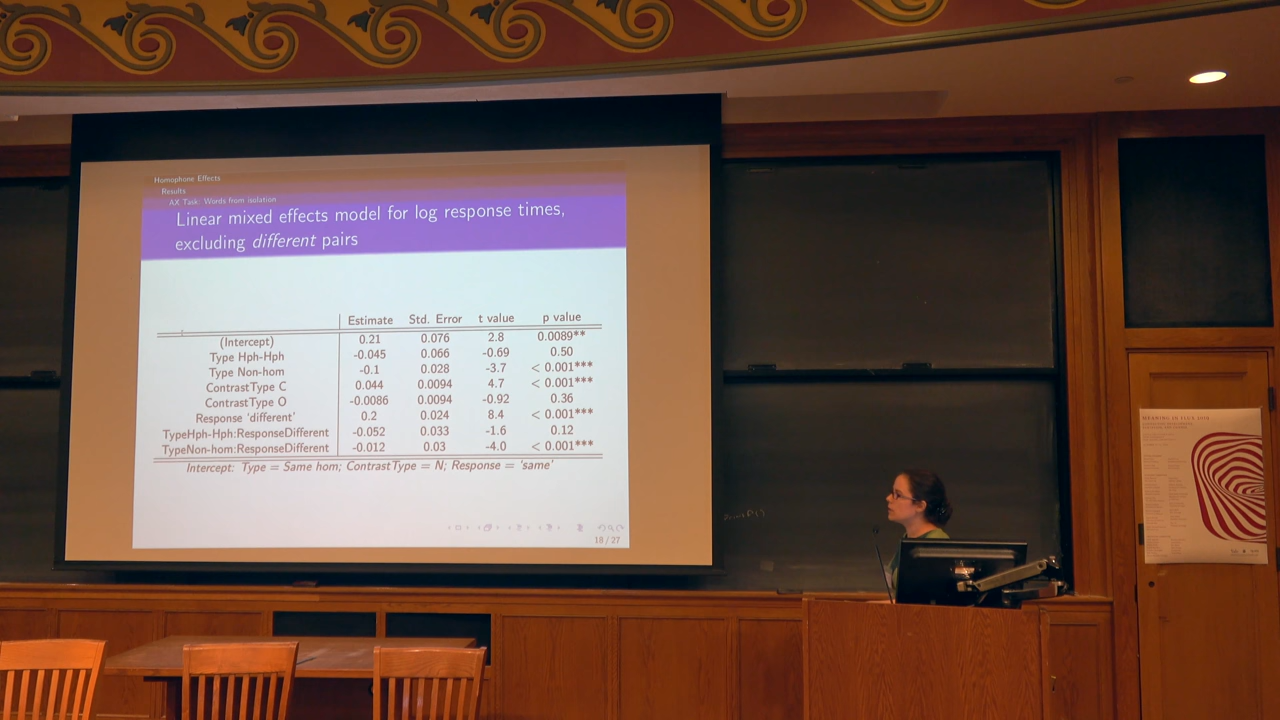 Homophone Effects
Results
AX Task: Words from isolation
Linear mixed effects model for log response times,
excluding different pairs
Estimate Std. Error t value p value
(Intercept) 0.21 0.076 2.8 0.0089**
Type Hph-Hph -0.045 0.066 -0.69 0.50
Type Non-hom -0.1 0.028 -3.7 < 0.001***
ContrastType C 0.044 0.0094 4.7 < 0.001***
ContrastType O -0.0086 0.0094 -0.92 0.36
Response 'different' 0.2 0.024 8.4 < 0.001***
TypeHph-Hph:ResponseDifferent -0.052 0.033 -1.6 0.12
TypeNon-hom:ResponseDifferent -0.012 0.03 -4.0 < 0.001***
Intercept: Type = Same hom; ContrastType = N; Response = 'same'
18 / 27
MEANING IN FLUX